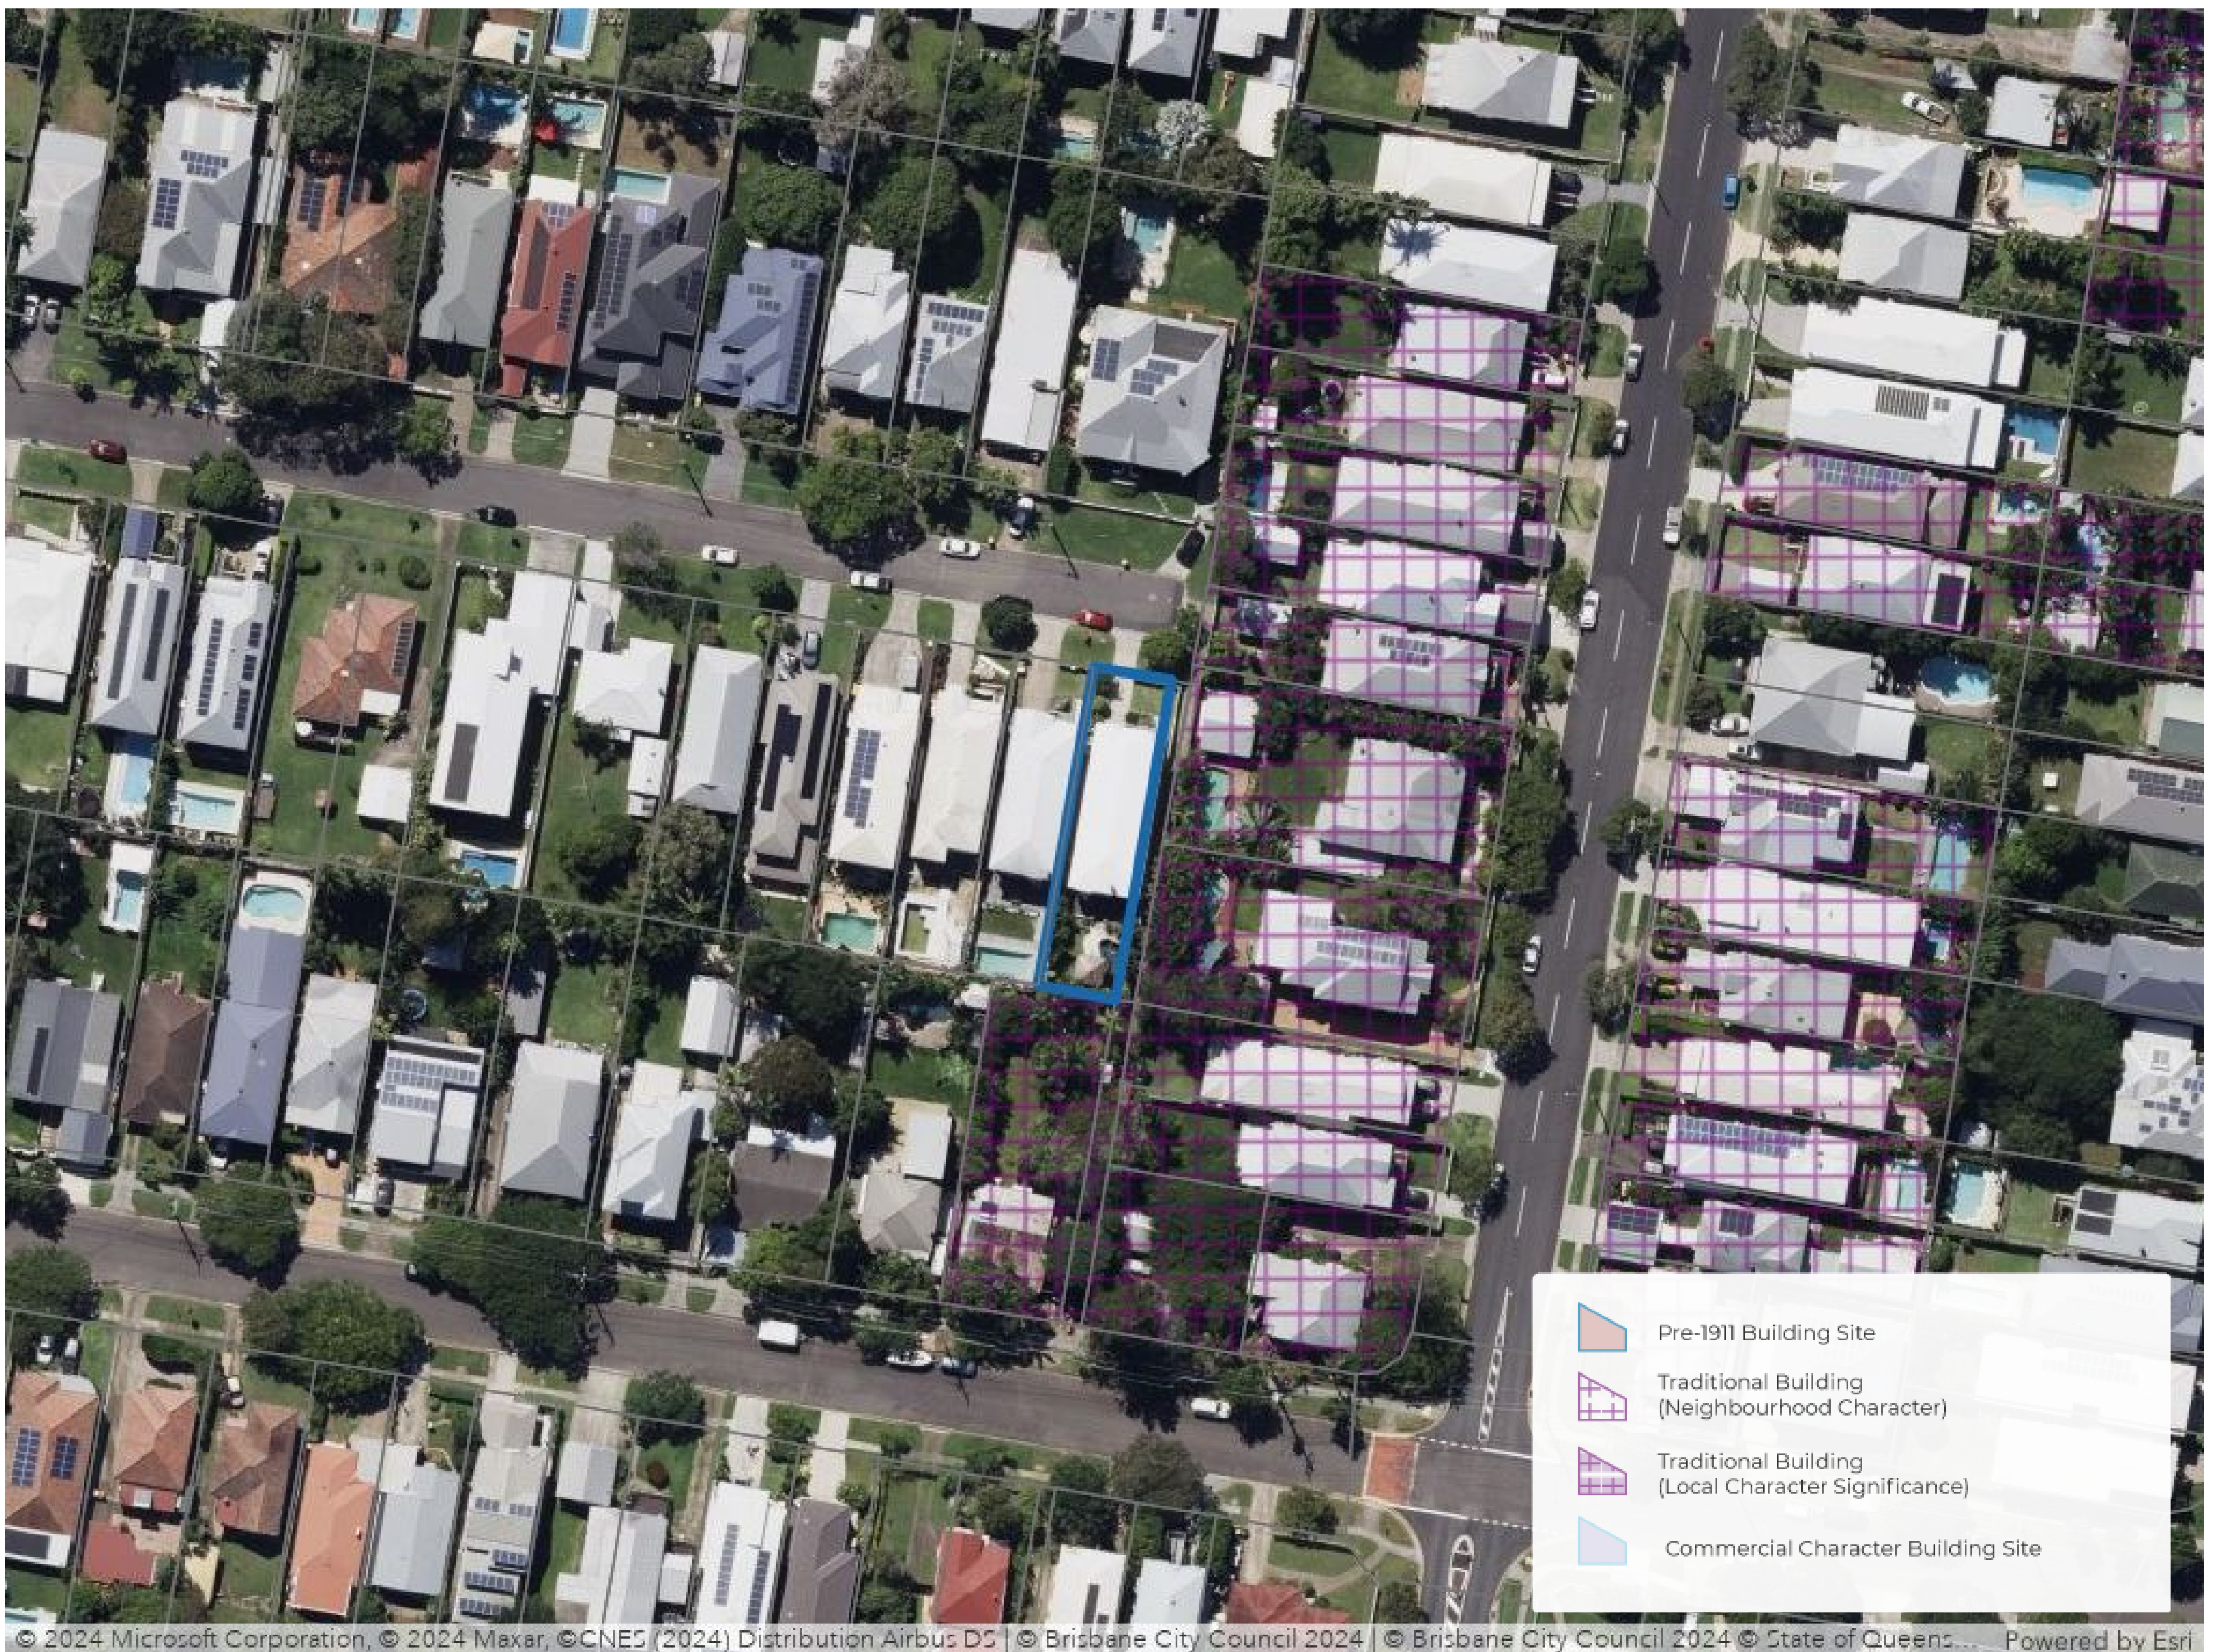 Pre-1911 Building Site
Traditional Building
(Neighbourhood Character)
Traditional Building
(Local Character Significance)
Commercial Character Building Site
© 2024 Microsoft Corporation, © 2024 Maxar, ©CNES (2024) Distribution Airbus DS | © Brisbane City Council 2024 | © Brisbane City Council 2024 © State of Queens... Powered by Esri